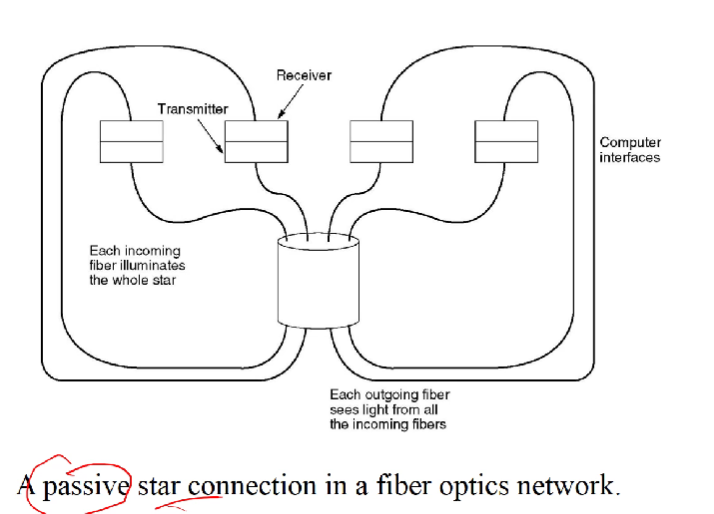 Receiver
Transmitter
Computer
interfaces
Each incoming
fiber illuminates
the whole star
Each outgoing fiber
sees light from all
the incoming fibers
A passive star connection in a fiber optics network.